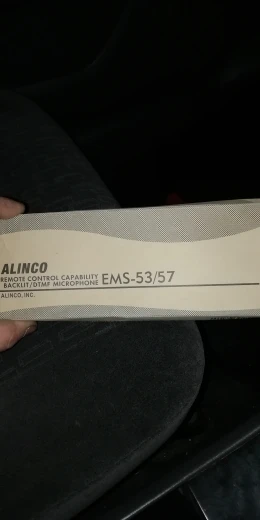 ALINCO
REMOTE CONTROL CAPABILITY
BACKLIT/DTMF MICROPHONE EMS-53/57
ALINCO, INC.